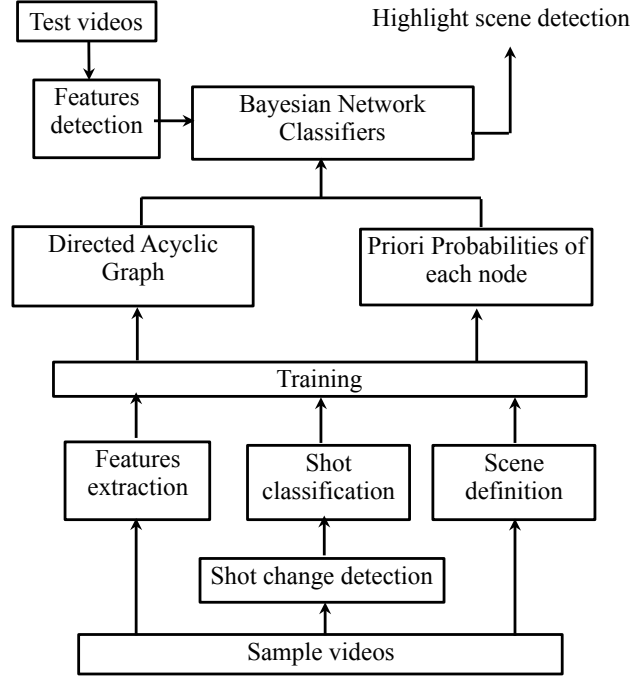 Test videos
Highlight scene detection
Features
detection
Bayesian Network
Classifiers
Directed Acyclic
Graph
Priori Probabilities of
each node
Training
Features
extraction
Shot
classification
Scene
definition
Shot change detection
Sample videos